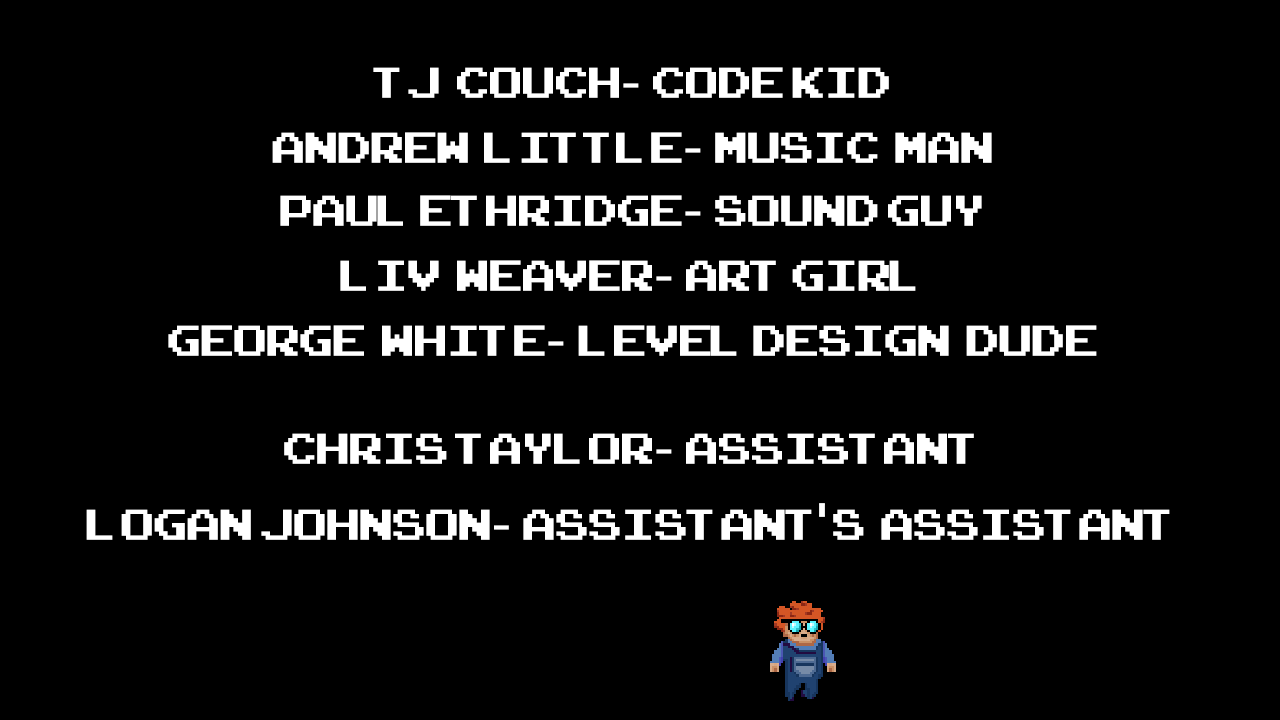 TJ COUCH- CODE KID
ANDREW LITTLE- MUSIC MAN
PAUL ETHRIDGE- SOUND GUY
LIV WEAVER- ART GIRL
GEORGE WHITE- LEVEL DESIGN DUDE
CHRIS TAYLOR- ASSISTANT
LOGAN JOHNSON- ASSISTANT'S ASSISTANT